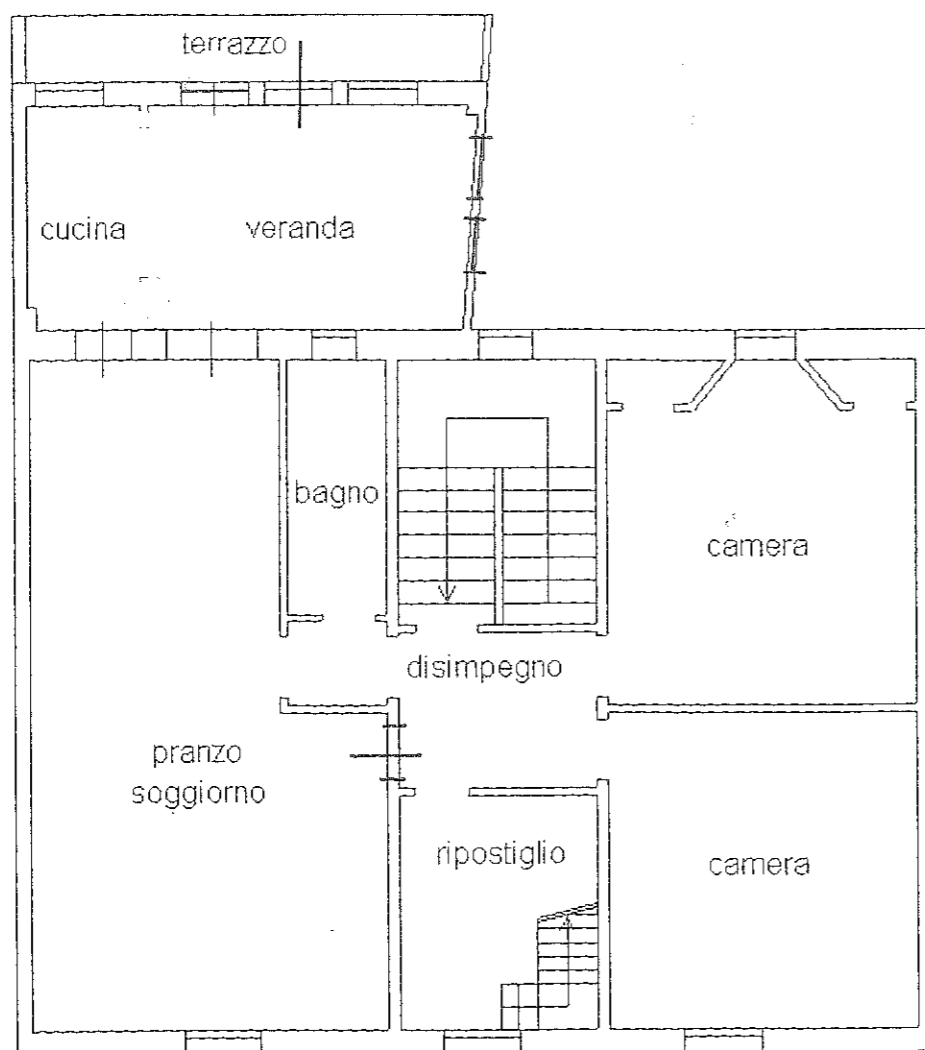 terrazzo
cucina
veranda
bagno
camera
disimpegno
pranzo
soggiorno
ripostiglio
camera